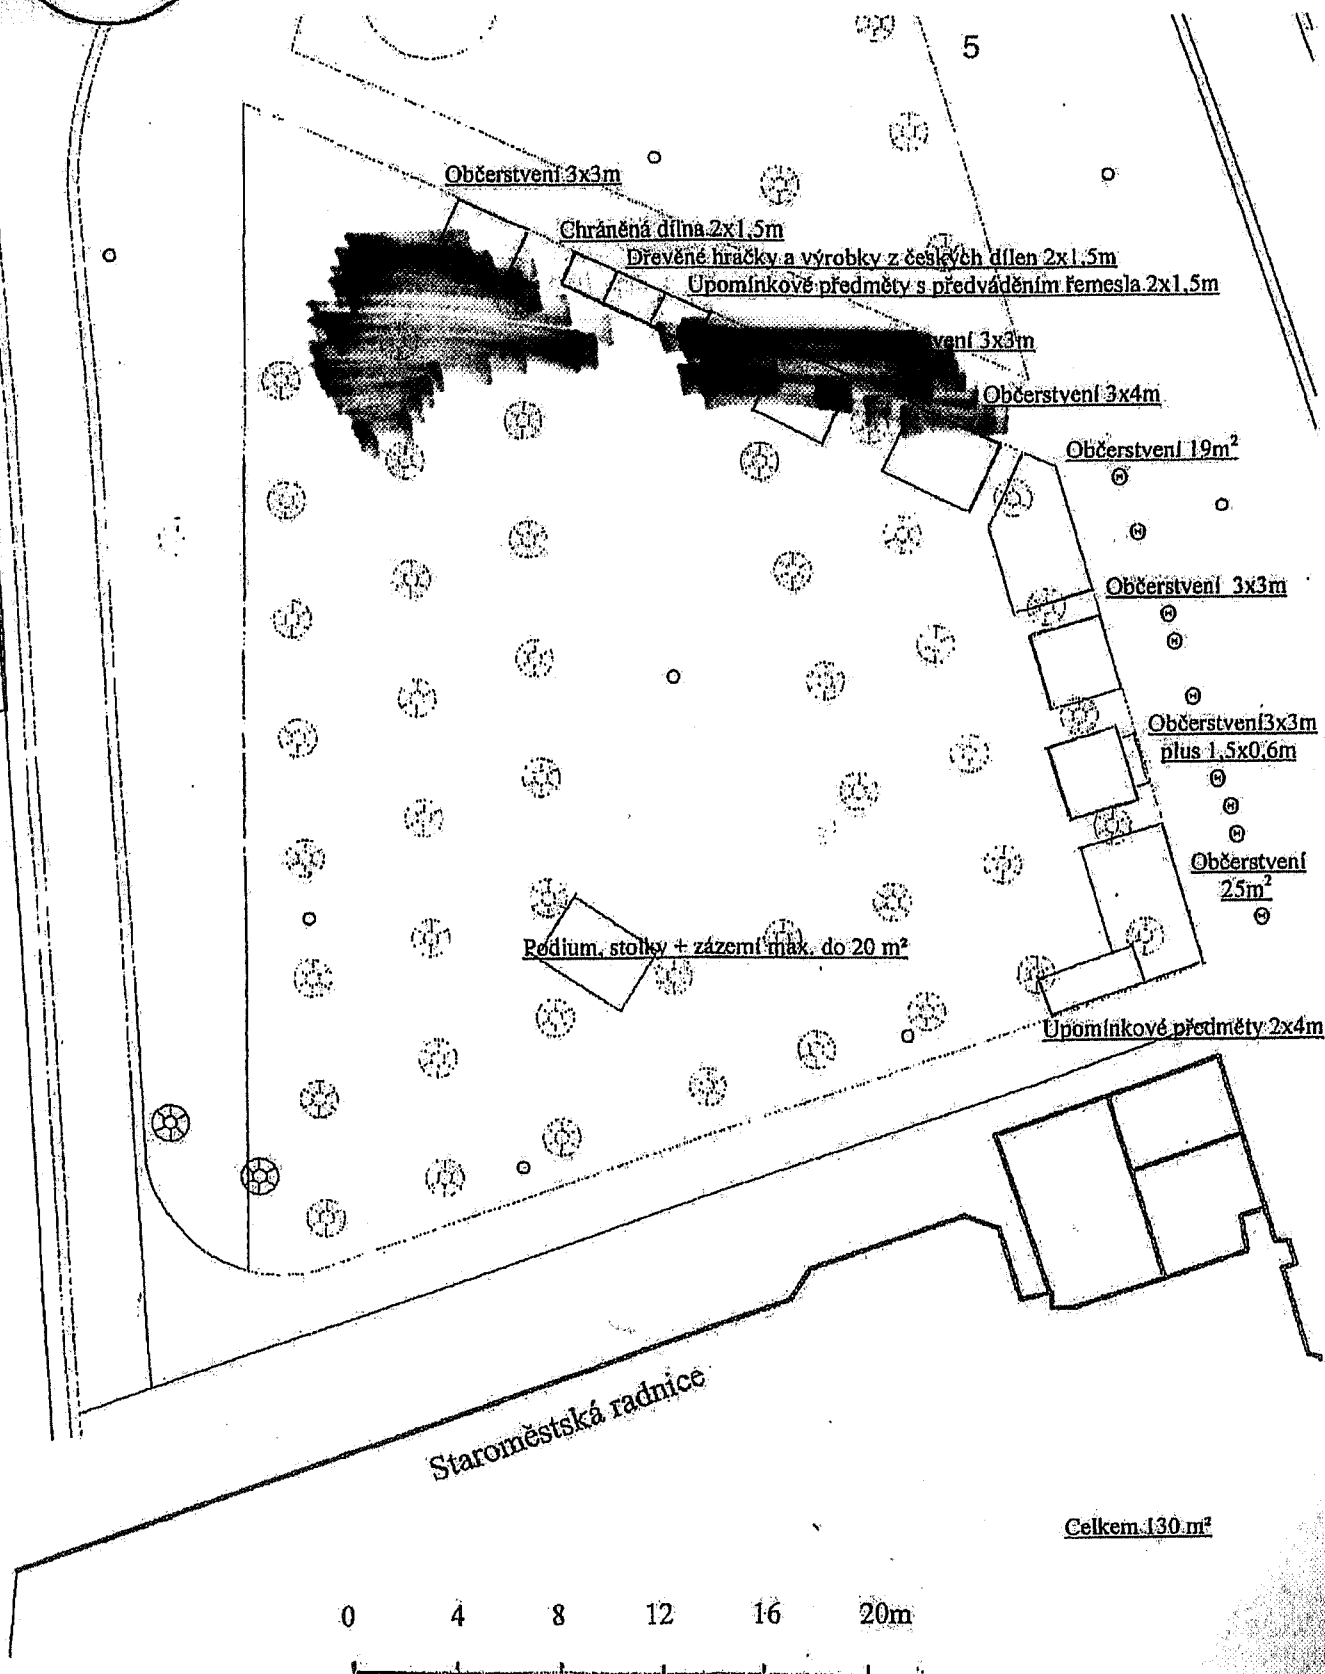 5
Občerstvení 3x3m
Chráněná dílna 2x1,5m
Dřevěné hračky a výrobky z českých dílen 2x1,5m
Upomínkové předměty s předváděním řemesla 2x1,5m
vení 3x3m
Občerstvení 3x4m
Občerstvení 19m²
Občerstvení 3x3m
Občerstvení3x3m
plus 1,5x0,6m
Občerstvení
25m²
Podium, stolky + zázemí max. do 20 m²
Upomínkové předměty 2x4m
Staroměstská radnice
Celkem 130 m²
0 4 8 12 16 20m